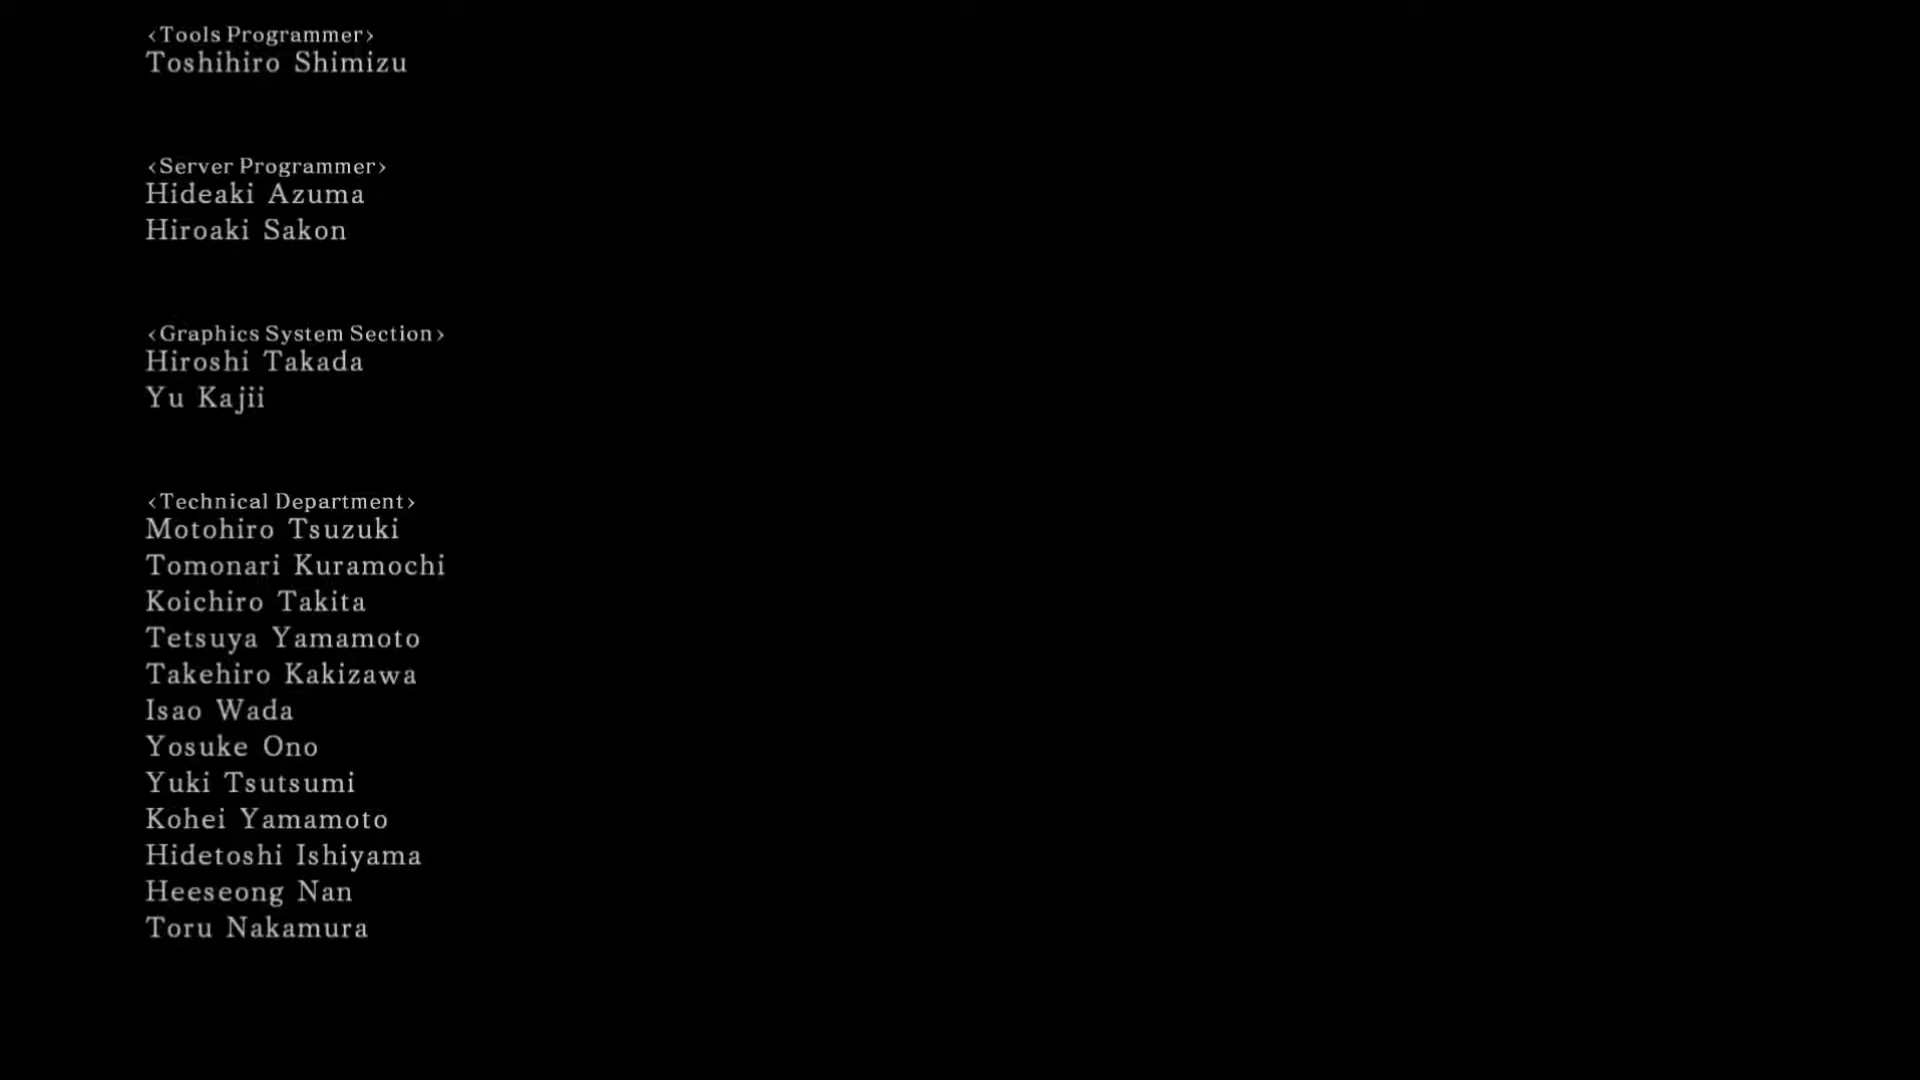 <Tools Programmer>
Toshihiro Shimizu
<Server Programmer>
Hideaki Azuma
Hiroaki Sakon
<Graphics System Section>
Hiroshi Takada
Yu Kajii
<Technical Department>
Motohiro Tsuzuki
Tomonari Kuramochi
Koichiro Takita
Tetsuya Yamamoto
Takehiro Kakizawa
Isao Wada
Yosuke Ono
Yuki Tsutsumi
Kohei Yamamoto
Hidetoshi Ishiyama
Heeseong Nan
Toru Nakamura